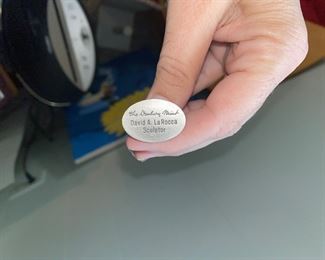 The Danbury Mint
David A. LaRocca
Sculptor